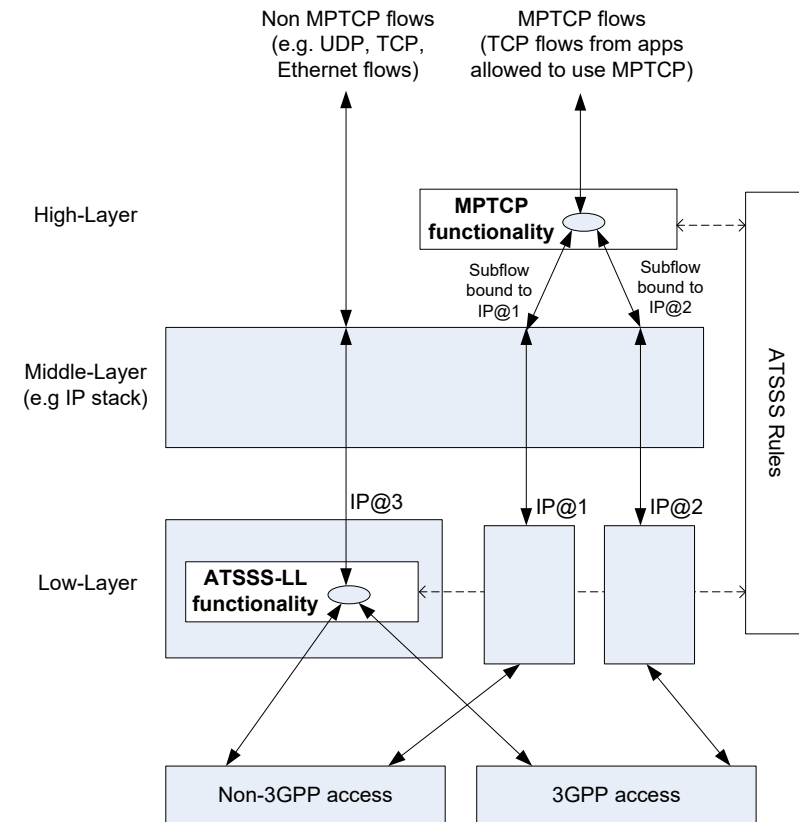 Non MPTCP flows
(e.g. UDP, TCP,
Ethernet flows)
MPTCP flows
(TCP flows from apps
allowed to use MPTCP)
High-Layer
MPTCP
functionality
Subflow
bound to
IP@1
Subflow
bound to
IP@2
Middle-Layer
(e.g IP stack)
ATSSS Rules
IP@3
IP@1
IP@2
Low-Layer
ATSSS-LL
functionality
Non-3GPP access
3GPP access